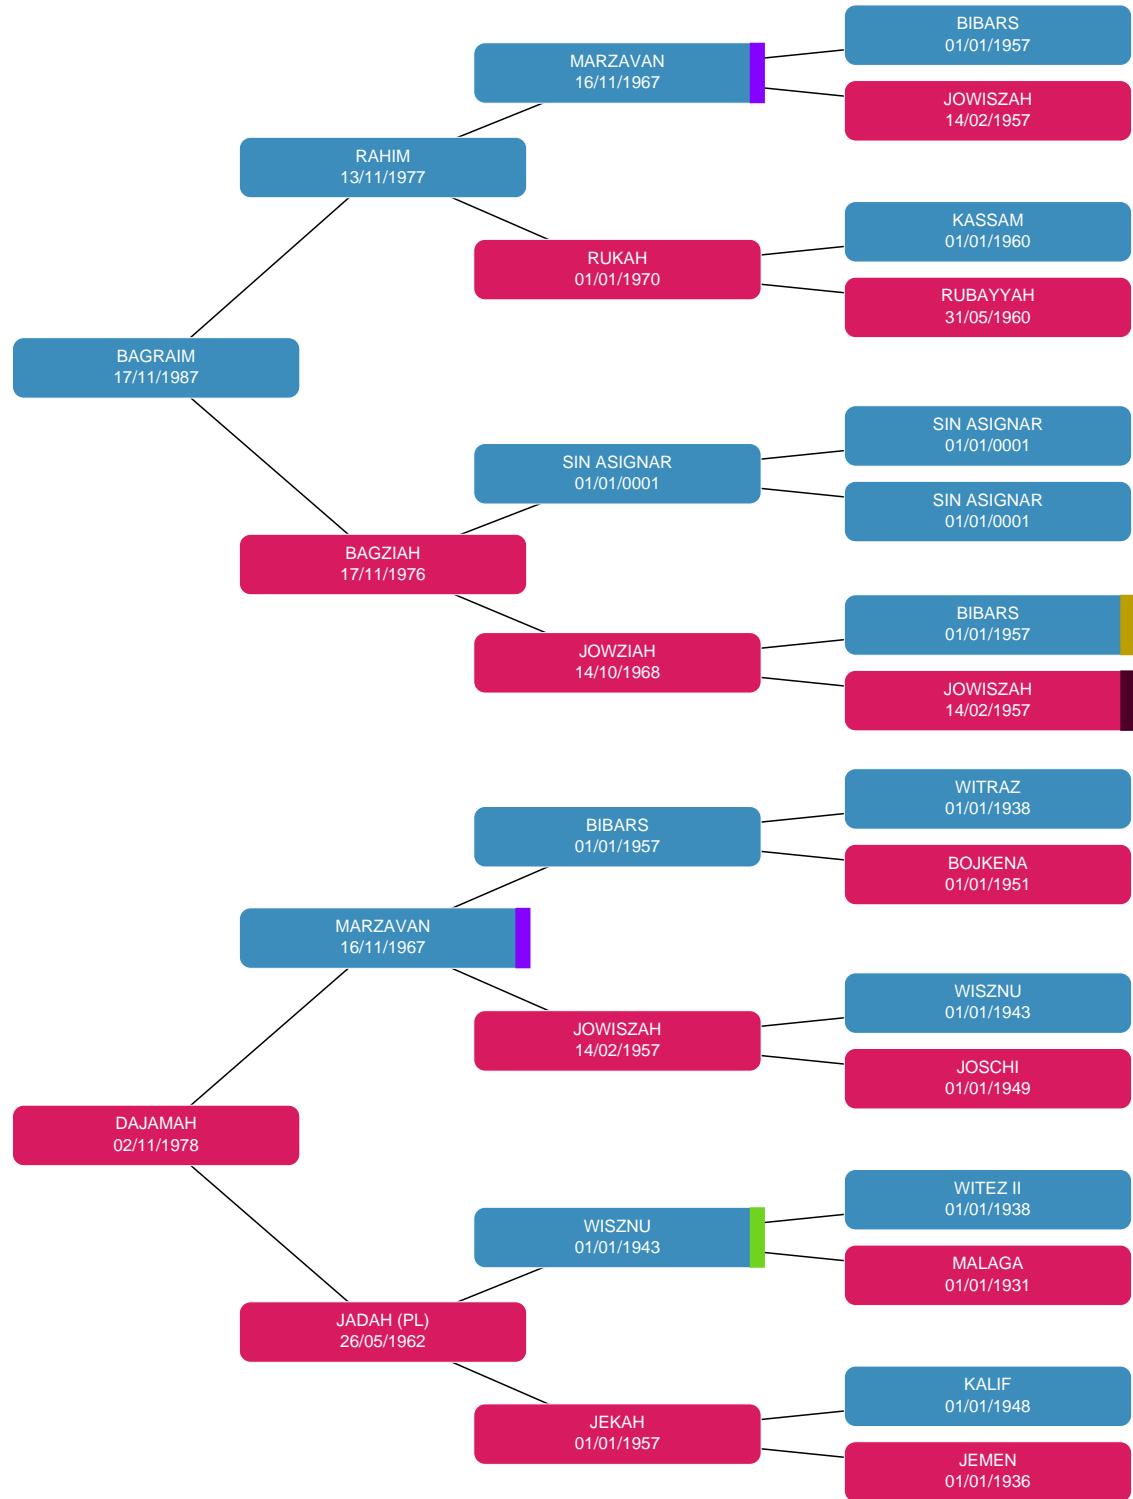 BIBARS
01/01/1957
MARZAVAN
16/11/1967
JOWISZAH
14/02/1957
RAHIM
13/11/1977
KASSAM
01/01/1960
RUKAH
01/01/1970
RUBAYYAH
31/05/1960
BAGRAIM
17/11/1987
SIN ASIGNAR
01/01/0001
SIN ASIGNAR
01/01/0001
SIN ASIGNAR
01/01/0001
BAGZIAH
17/11/1976
BIBARS
01/01/1957
JOWZIAH
14/10/1968
JOWISZAH
14/02/1957
WITRAZ
01/01/1938
BIBARS
01/01/1957
BOJKENA
01/01/1951
MARZAVAN
16/11/1967
WISZNU
01/01/1943
JOWISZAH
14/02/1957
JOSCHI
01/01/1949
DAJAMAH
02/11/1978
WITEZ II
01/01/1938
WISZNU
01/01/1943
MALAGA
01/01/1931
JADAH (PL)
26/05/1962
KALIF
01/01/1948
JEKAH
01/01/1957
JEMEN
01/01/1936